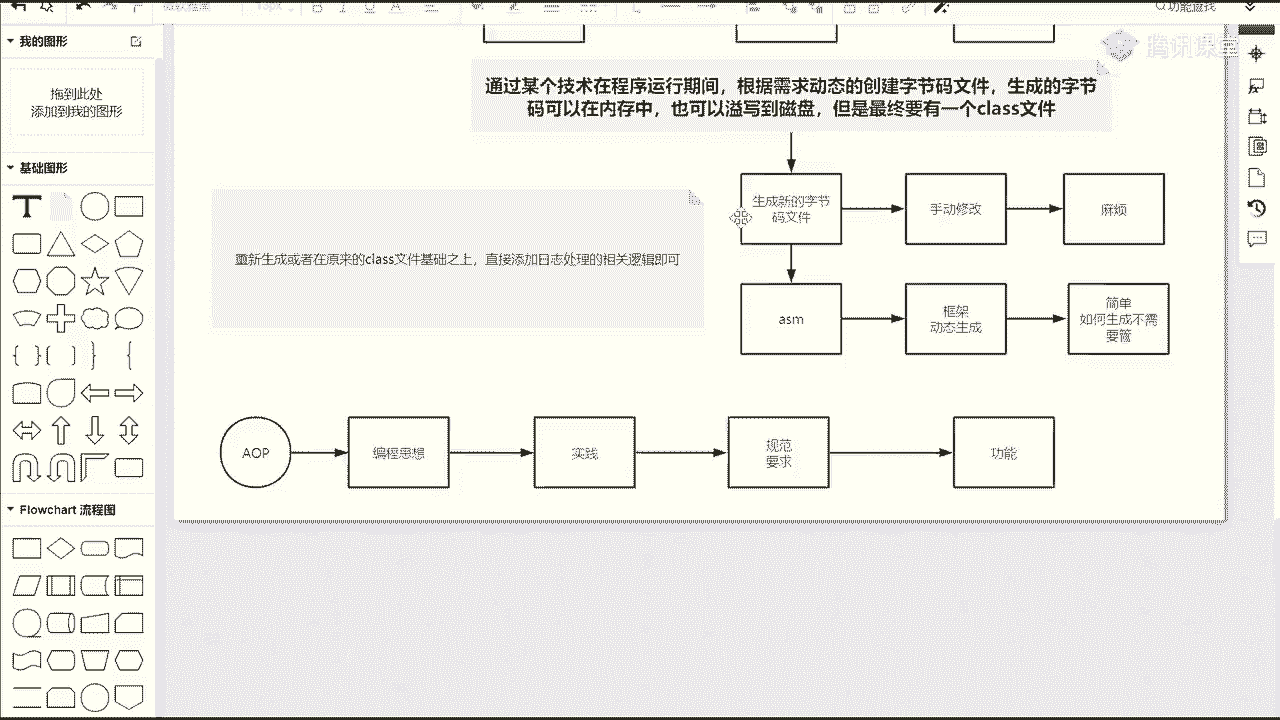 功能查找
我的图形
拖到此处
添加到我的图形
基础图形
T
Flowchart 流程图
腾讯课
通过某个技术在程序运行期间，根据需求动态的创建字节码文件，生成的字节
码可以在内存中，也可以溢写到磁盘，但是最终要有一个class文件
生成新的字节
码文件
手动修改
麻烦
重新生成或者在原来的class文件基础之上，直接添加日志处理的相关逻辑即可
asm
框架
动态生成
简单
如何生成不需
要管
AOP
编程思想
实践
规范
要求
功能